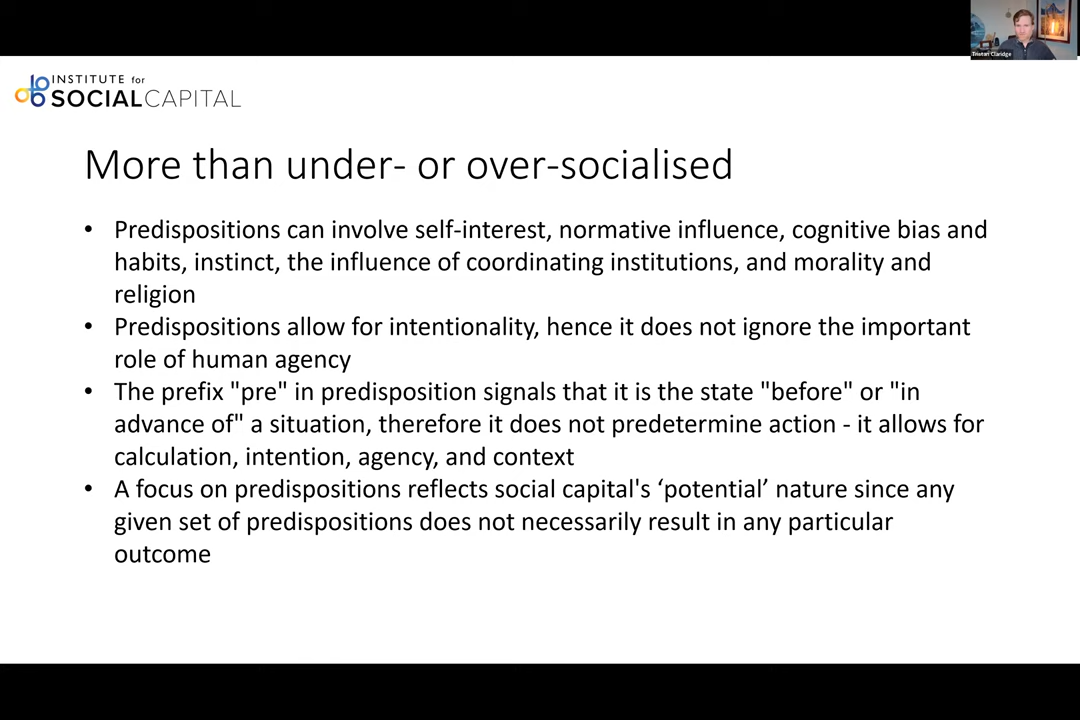 Tristan Claridge
INSTITUTE for
SOCIALCAPITAL
More than under- or over-socialised
• Predispositions can involve self-interest, normative influence, cognitive bias and
habits, instinct, the influence of coordinating institutions, and morality and
religion
• Predispositions allow for intentionality, hence it does not ignore the important
role of human agency
• The prefix "pre" in predisposition signals that it is the state "before" or "in
advance of" a situation, therefore it does not predetermine action - it allows for
calculation, intention, agency, and context
• A focus on predispositions reflects social capital's ‘potential’ nature since any
given set of predispositions does not necessarily result in any particular
outcome